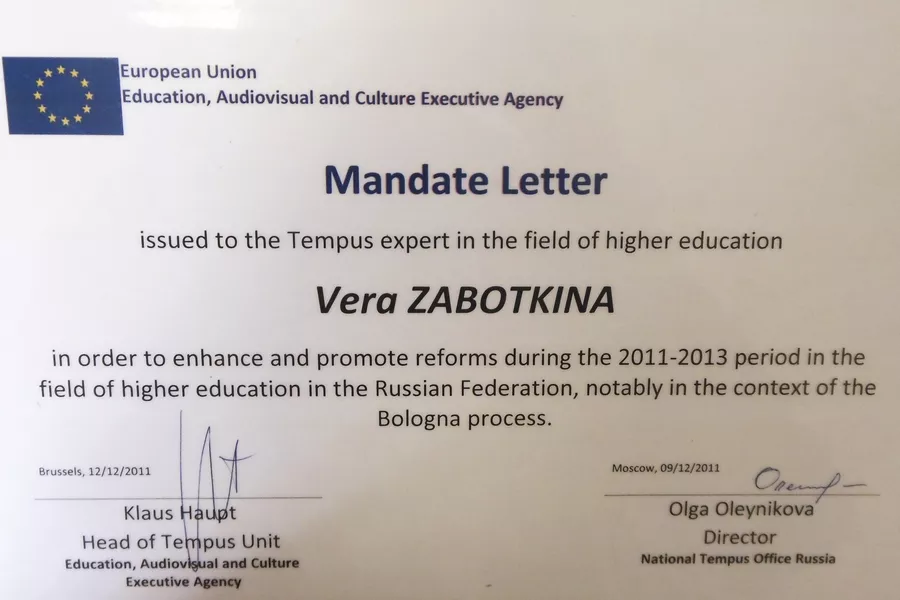 European Union
Education, Audiovisual and Culture Executive Agency
Mandate Letter
issued to the Tempus expert in the field of higher education
Vera ZABOTKINA
in order to enhance and promote reforms during the 2011-2013 period in the
field of higher education in the Russian Federation, notably in the context of the
Bologna process.
Brussels, 12/12/2011
Klaus Haupt
Head of Tempus Unit
Education, Audiovisual and Culture
Executive Agency
Moscow, 09/12/2011
Olga Oleynikova
Director
National Tempus Office Russia